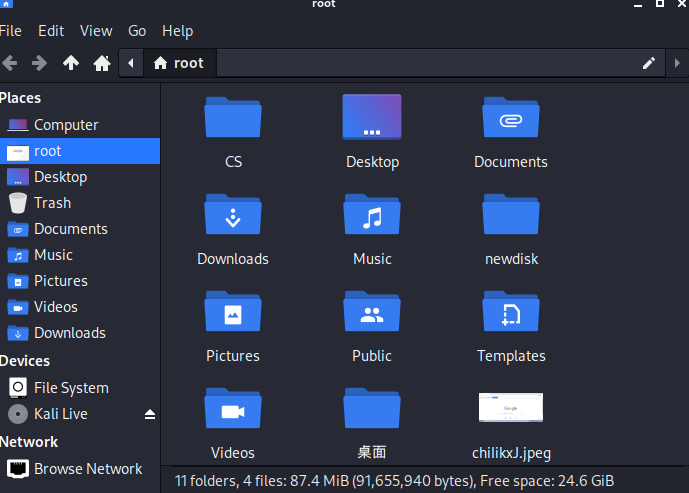 root
File Edit View Go Help
root
Places
Computer
root
Desktop
Trash
Documents
Music
Pictures
Videos
Downloads
Devices
File System
Kali Live
Network
Browse Network
CS Desktop Documents
Downloads Music newdisk
Pictures Public Templates
Google
Videos 桌面 chilikxJ.jpeg
11 folders, 4 files: 87.4 MiB (91,655,940 bytes), Free space: 24.6 GiB